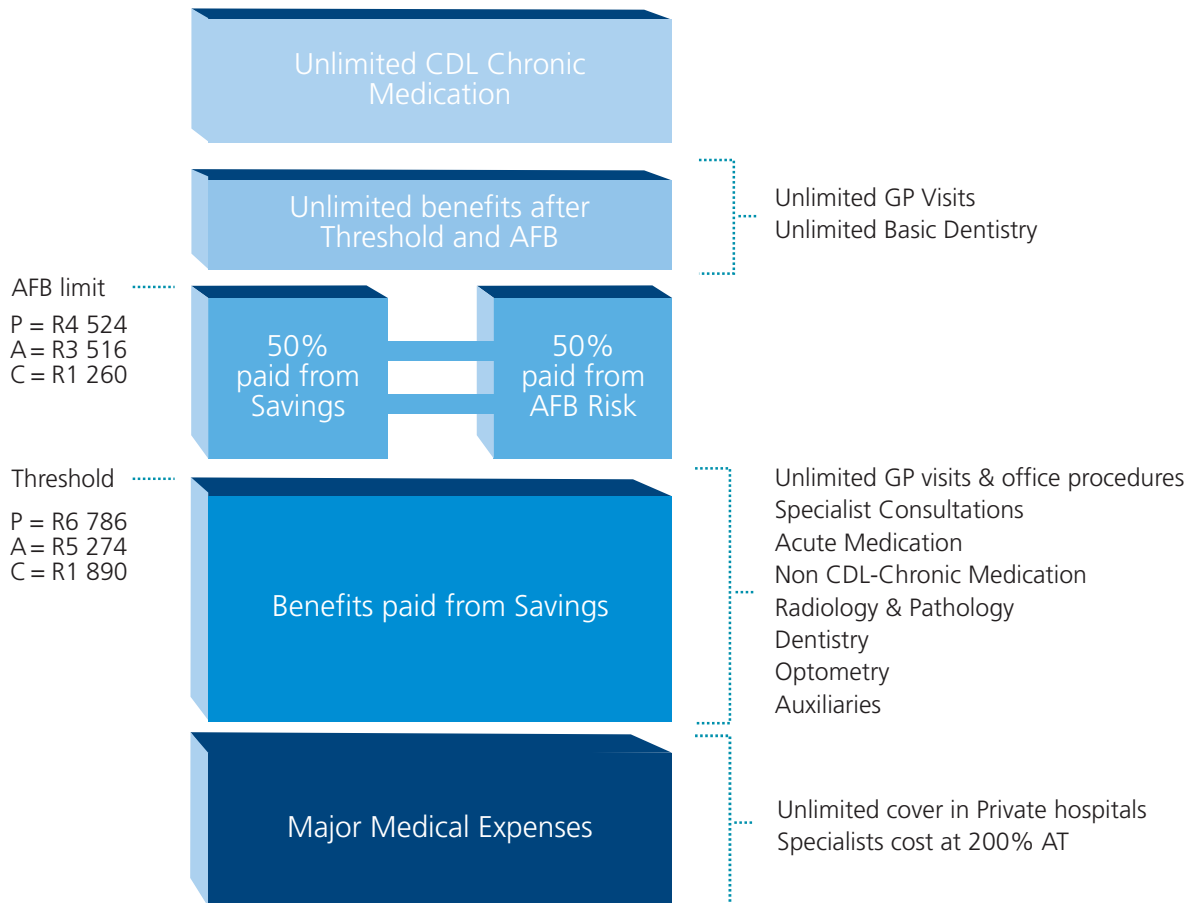 Unlimited CDL Chronic
Medication
Unlimited benefits after
Threshold and AFB
Unlimited GP Visits
Unlimited Basic Dentistry
AFB limit
P = R4 524
A = R3 516
C = R1 260
50%
paid from
Savings
50%
paid from
AFB Risk
Threshold
P = R6 786
A = R5 274
C = R1 890
Benefits paid from Savings
Unlimited GP visits & office procedures
Specialist Consultations
Acute Medication
Non CDL-Chronic Medication
Radiology & Pathology
Dentistry
Optometry
Auxiliaries
Major Medical Expenses
Unlimited cover in Private hospitals
Specialists cost at 200% AT